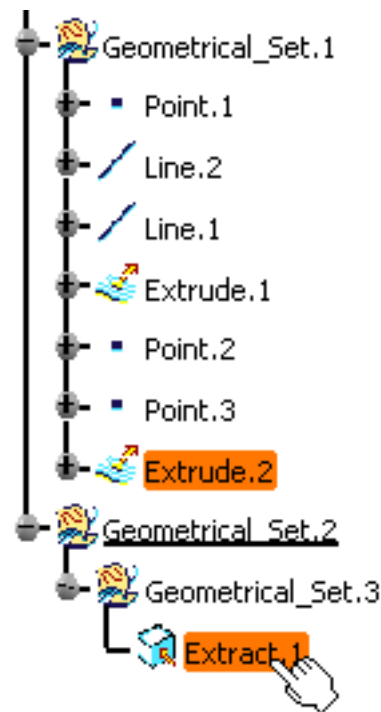 Geometrical_Set.1
Point.1
Line.2
Line.1
Extrude.1
Point.2
Point.3
Extrude.2
Geometrical_Set.2
Geometrical_Set.3
Extract.1